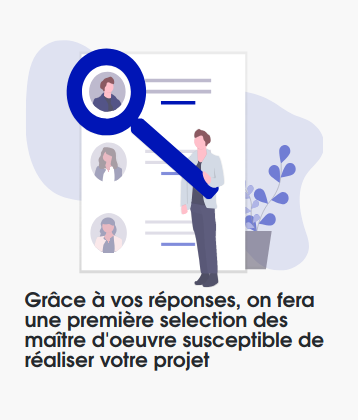 Grâce à vos réponses, on fera
une première selection des
maître d'oeuvre susceptible de
réaliser votre projet